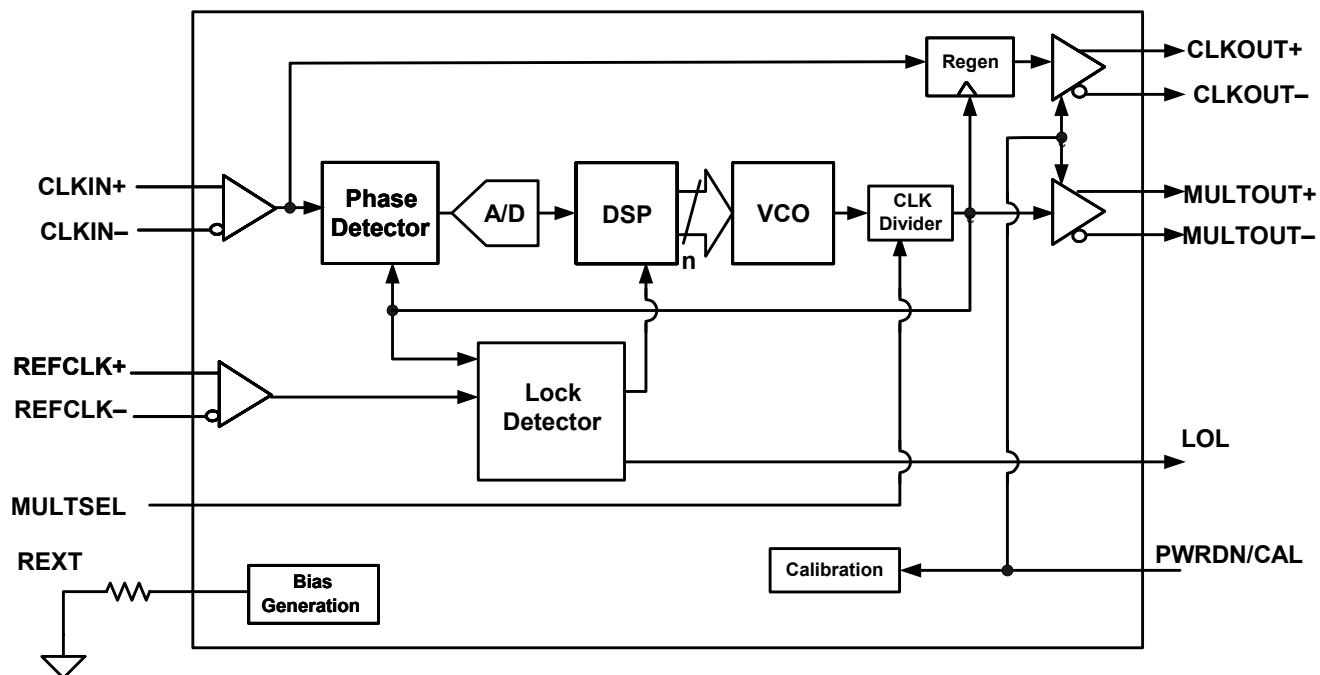 CLKOUT+
Regen
CLKOUT–
CLKIN+
Phase
Detector
A/D
DSP
VCO
CLK
Divider
MULTOUT+
CLKIN–
MULTOUT–
n
REFCLK+
Lock
Detector
REFCLK–
LOL
MULTSEL
REXT
PWRDN/CAL
Calibration
Bias
Generation